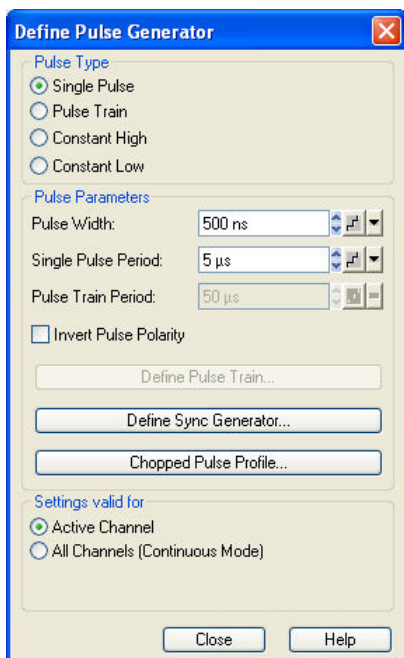 Define Pulse Generator
Pulse Type
Single Pulse
Pulse Train
Constant High
Constant Low
Pulse Parameters
Pulse Width: 500 ns
Single Pulse Period: 5 µs
Pulse Train Period: 50 µs
Invert Pulse Polarity
Define Pulse Train...
Define Sync Generator...
Chopped Pulse Profile...
Settings valid for
Active Channel
All Channels (Continuous Mode)
Close Help